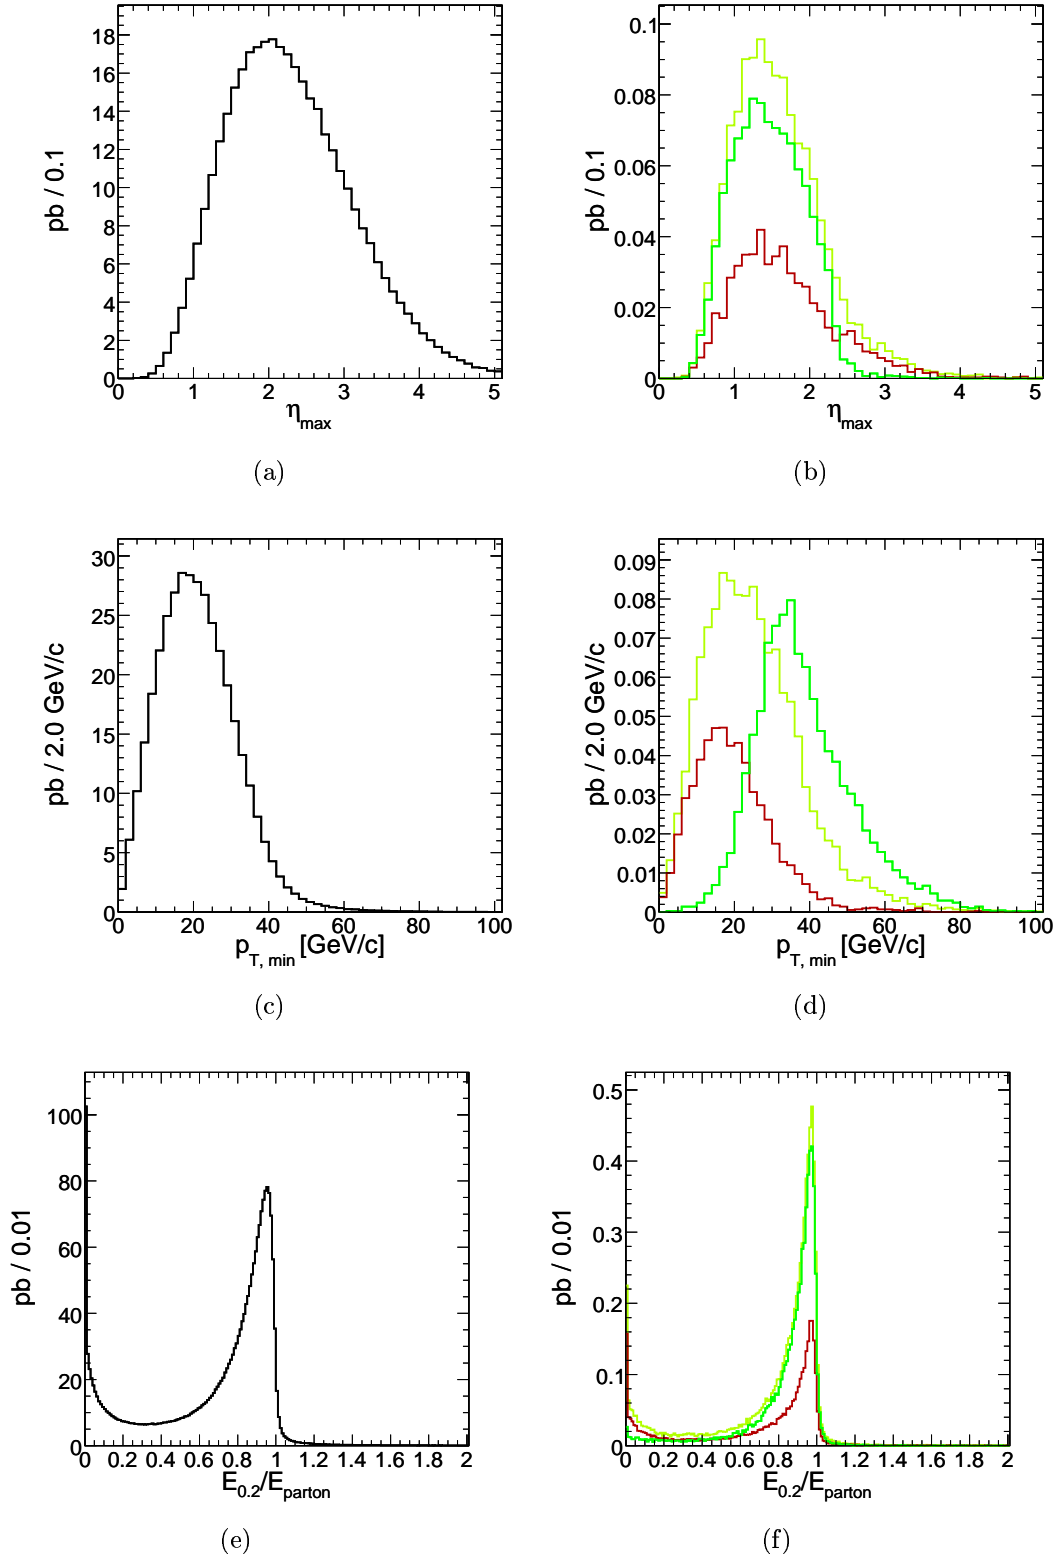 pb / 0.1
18
16
14
12
10
8
6
4
2
0
0 1 2 3 4 5
η_max
(a)
pb / 0.1
0.1
0.08
0.06
0.04
0.02
0
0 1 2 3 4 5
η_max
(b)
pb / 2.0 GeV/c
30
25
20
15
10
5
0
0 20 40 60 80 100
p_T, min [GeV/c]
(c)
pb / 2.0 GeV/c
0.09
0.08
0.07
0.06
0.05
0.04
0.03
0.02
0.01
0
0 20 40 60 80 100
p_T, min [GeV/c]
(d)
pb / 0.01
100
80
60
40
20
0
0 0.2 0.4 0.6 0.8 1 1.2 1.4 1.6 1.8 2
E_0.2/E_parton
(e)
pb / 0.01
0.5
0.4
0.3
0.2
0.1
0
0 0.2 0.4 0.6 0.8 1 1.2 1.4 1.6 1.8 2
E_0.2/E_parton
(f)